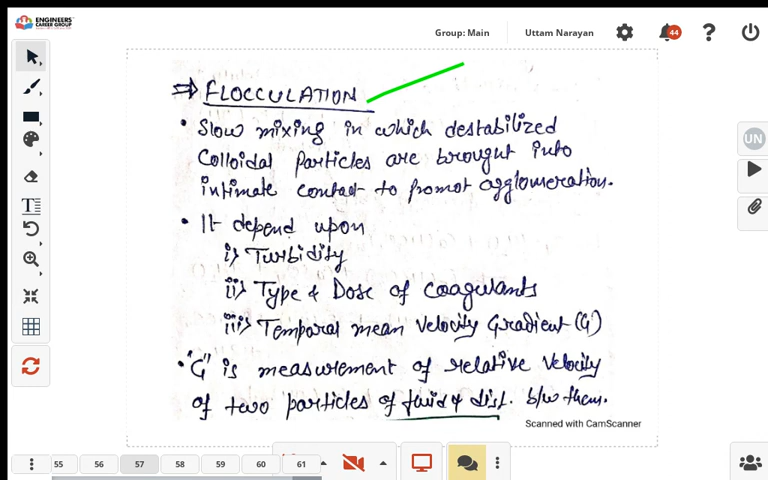 ENGINEERS
CAREER GROUP
Group: Main
Uttam Narayan
44
?
UN
T
⇒ FLOCCULATION
• Slow mixing in which destabilized
Colloidal Particles are brought into
intimate contact to promot agglomeration.
• It depend upon
i) Turbidity
ii) Type & Dose of Coagulants
iii) Temporal mean Velocity Gradient (G)
• "G" is measurement of relative velocity
of two particles of fluid & dist. b/w them.
Scanned with CamScanner
55 56 57 58 59 60 61